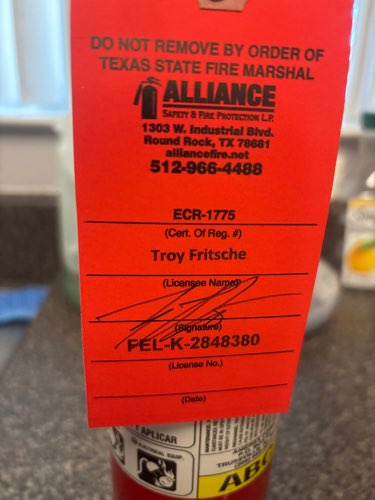 DO NOT REMOVE BY ORDER OF
TEXAS STATE FIRE MARSHAL
ALLIANCE
SAFETY & FIRE PROTECTION L.P.
1303 W. Industrial Blvd.
Round Rock, TX 78681
alliancefire.net
512-966-4488
ECR-1775
(Cert. Of Reg. #)
Troy Fritsche
(Licensee Name)
(Signature)
FEL-K-2848380
(License No.)
(Date)
APLICAR
ELECTRICAL EQUIP.
ABC